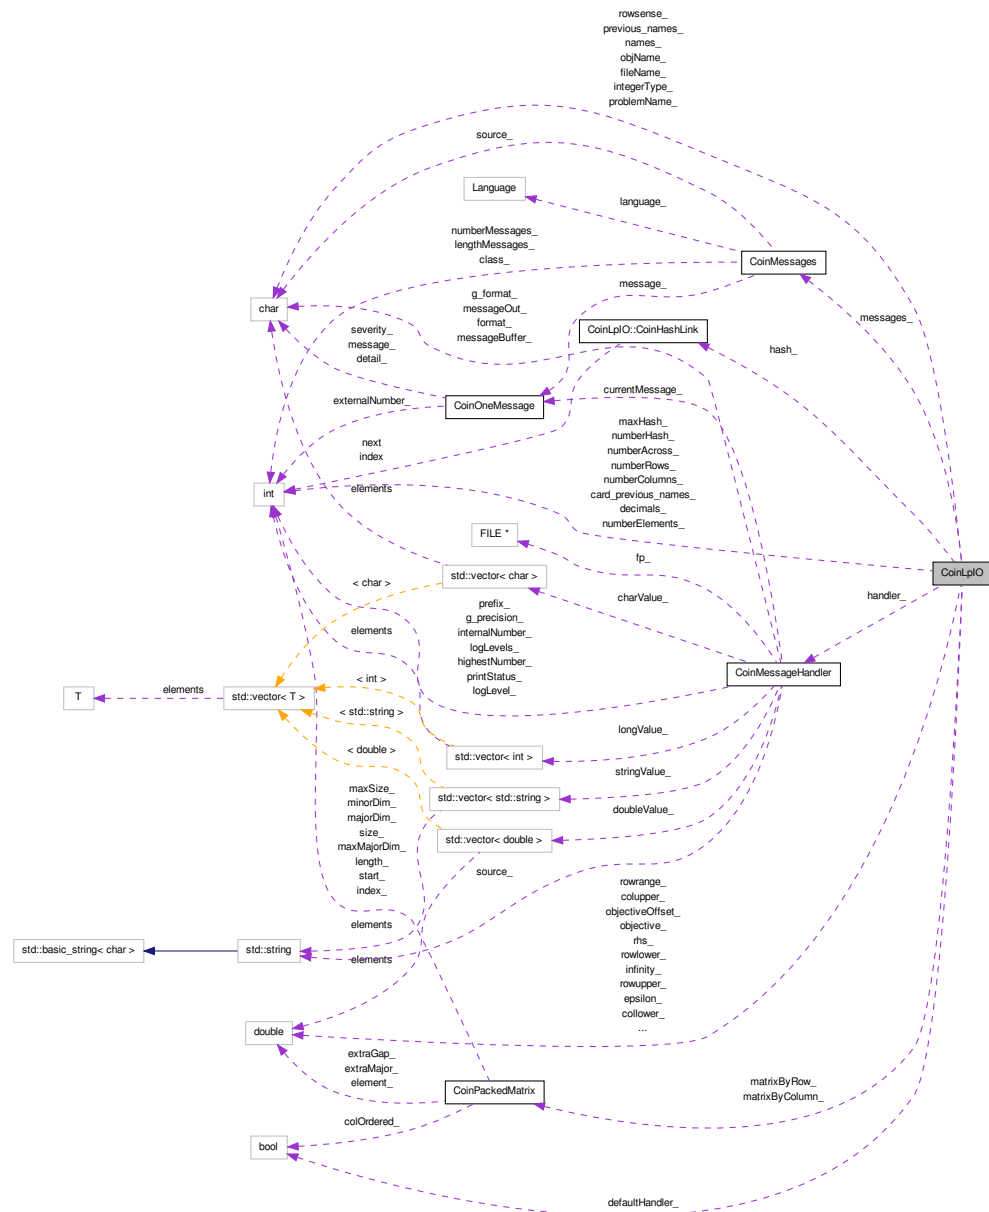 rowsense_
previous_names_
names_
objName_
fileName_
integerType_
problemName_
source_
Language
language_
numberMessages_
lengthMessages_
class_
CoinMessages
message_
char
g_format_
messageOut_
format_
messageBuffer_
messages_
severity_
message_
detail_
CoinLpIO::CoinHashLink
hash_
externalNumber_
CoinOneMessage
currentMessage_
next
index
maxHash_
numberHash_
numberAcross_
numberRows_
numberColumns_
card_previous_names_
decimals_
numberElements_
int
elements
FILE *
fp_
CoinLpIO
std::vector< char >
< char >
charValue_
handler_
prefix_
g_precision_
internalNumber_
logLevels_
highestNumber_
printStatus_
logLevel_
elements
CoinMessageHandler
T
elements
std::vector< T >
< int >
< std::string >
< double >
longValue_
std::vector< int >
stringValue_
std::vector< std::string >
doubleValue_
std::vector< double >
maxSize_
minorDim_
majorDim_
size_
maxMajorDim_
length_
start_
index_
source_
rowrange_
colupper_
objectiveOffset_
objective_
rhs_
rowlower_
infinity_
rowupper_
epsilon_
collower_
...
elements
std::basic_string< char >
std::string
elements
double
extraGap_
extraMajor_
element_
CoinPackedMatrix
matrixByRow_
matrixByColumn_
colOrdered_
bool
defaultHandler_